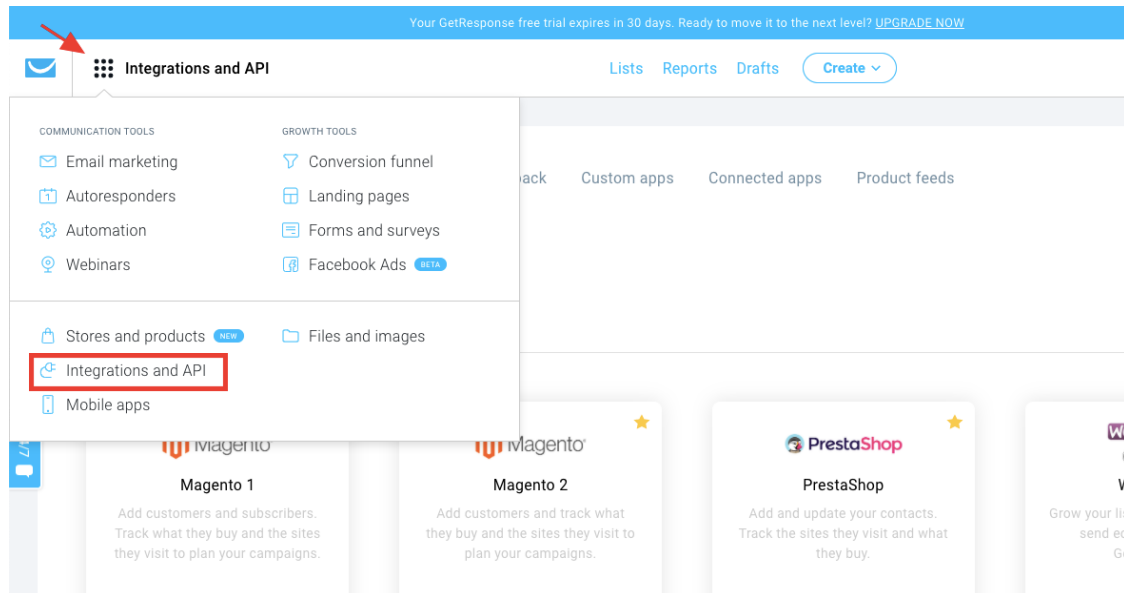 Your GetResponse free trial expires in 30 days. Ready to move it to the next level? UPGRADE NOW
Integrations and API
Lists Reports Drafts Create
COMMUNICATION TOOLS
Email marketing
Autoresponders
Automation
Webinars
GROWTH TOOLS
Conversion funnel
Landing pages
Forms and surveys
Facebook Ads BETA
Stores and products NEW
Integrations and API
Mobile apps
Files and images
Custom apps Connected apps Product feeds
Magento
Magento 1
Add customers and subscribers.
Track what they buy and the sites
they visit to plan your campaigns.
Magento
Magento 2
Add customers and track what
they buy and the sites they visit to
plan your campaigns.
PrestaShop
PrestaShop
Add and update your contacts.
Track the sites they visit and what
they buy.
Grow your
send